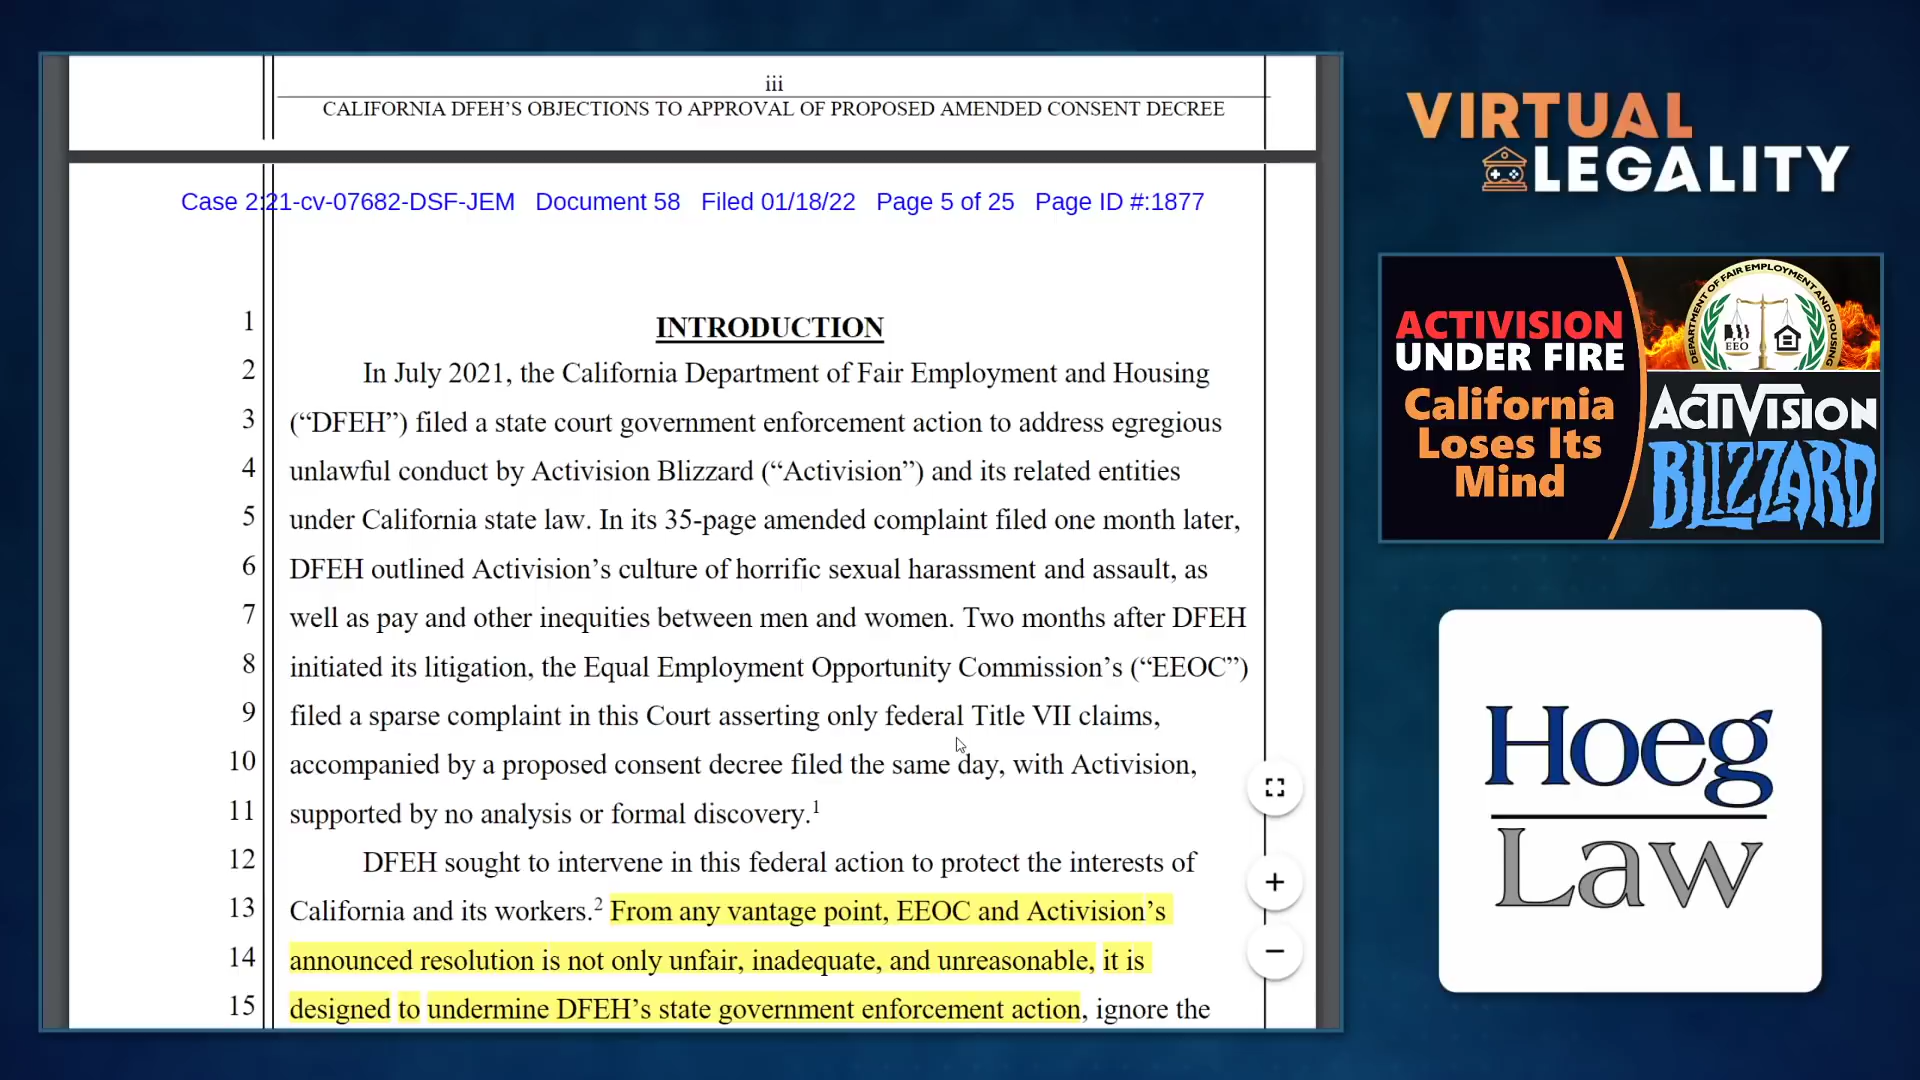 iii
CALIFORNIA DFEH’S OBJECTIONS TO APPROVAL OF PROPOSED AMENDED CONSENT DECREE
Case 2:21-cv-07682-DSF-JEM Document 58 Filed 01/18/22 Page 5 of 25 Page ID #:1877
1 INTRODUCTION
2 In July 2021, the California Department of Fair Employment and Housing
3 (“DFEH”) filed a state court government enforcement action to address egregious
4 unlawful conduct by Activision Blizzard (“Activision”) and its related entities
5 under California state law. In its 35-page amended complaint filed one month later,
6 DFEH outlined Activision’s culture of horrific sexual harassment and assault, as
7 well as pay and other inequities between men and women. Two months after DFEH
8 initiated its litigation, the Equal Employment Opportunity Commission’s (“EEOC”)
9 filed a sparse complaint in this Court asserting only federal Title VII claims,
10 accompanied by a proposed consent decree filed the same day, with Activision,
11 supported by no analysis or formal discovery.1
12 DFEH sought to intervene in this federal action to protect the interests of
13 California and its workers.2 From any vantage point, EEOC and Activision’s
14 announced resolution is not only unfair, inadequate, and unreasonable, it is
15 designed to undermine DFEH’s state government enforcement action, ignore the
VIRTUAL
LEGALITY
ACTIVISION
UNDER FIRE
California
Loses Its
Mind
DEPARTMENT OF FAIR EMPLOYMENT AND HOUSING
EEO
ACTIVISION
BLIZZARD
Hoeg
Law